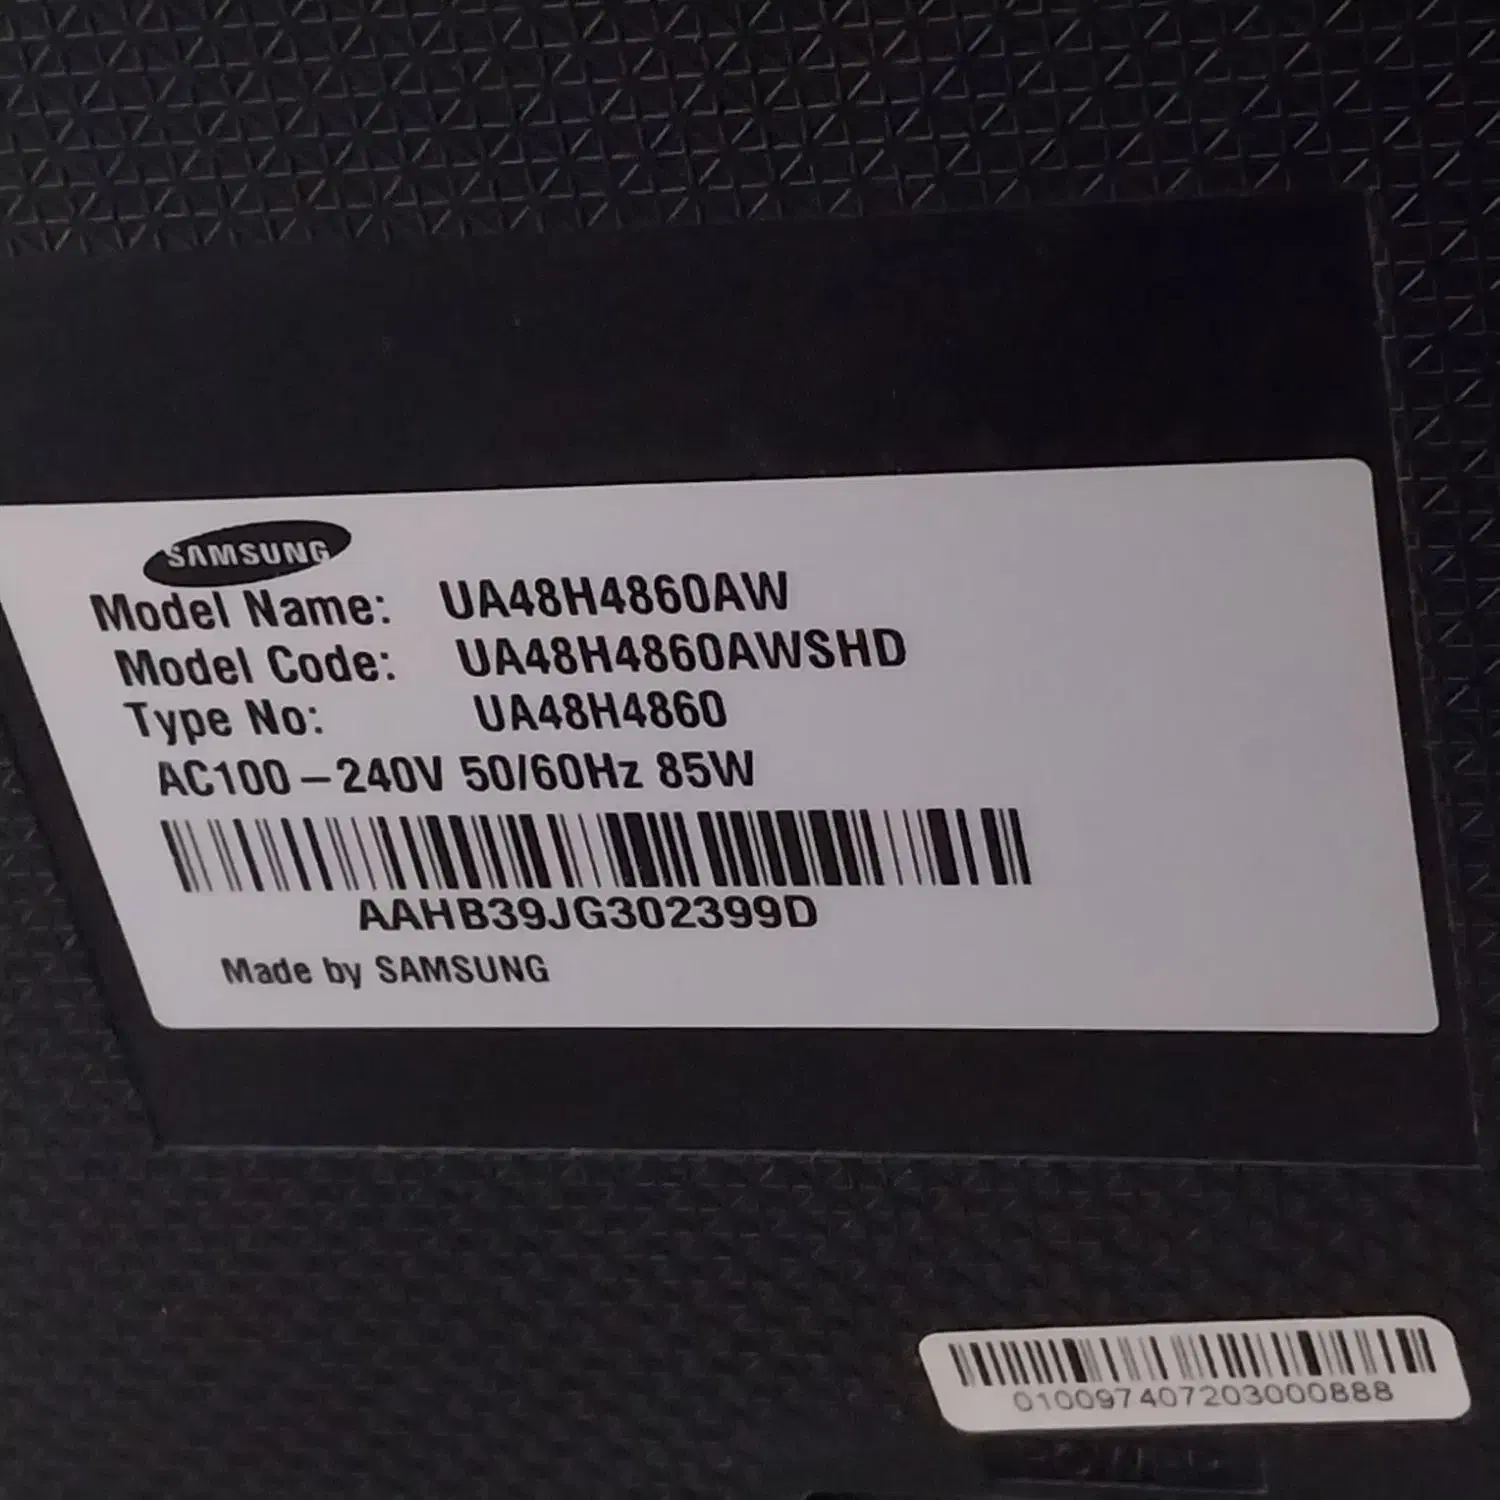 SAMSUNG
Model Name: UA48H4860AW
Model Code: UA48H4860AWSHD
Type No: UA48H4860
AC100-240V 50/60Hz 85W
AAHB39JG302399D
Made by SAMSUNG
010097407203000888